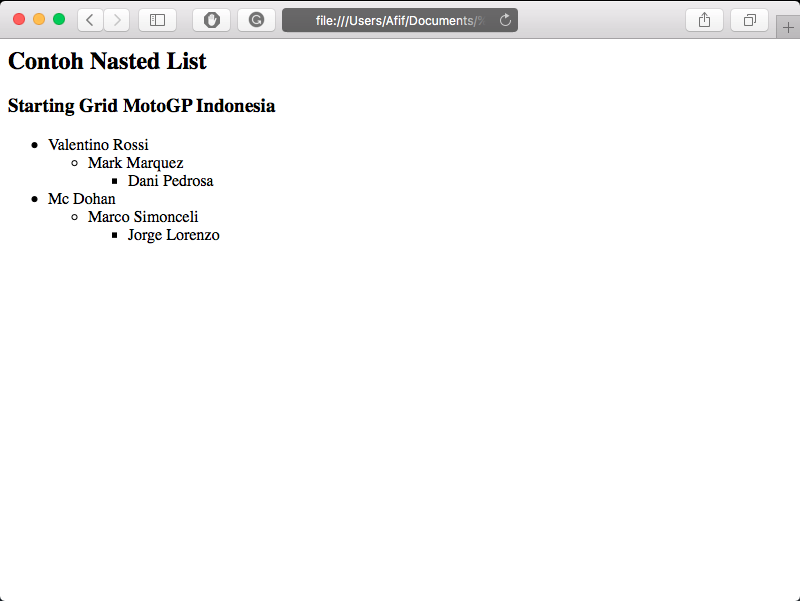 file:///Users/Afif/Documents/
Contoh Nasted List
Starting Grid MotoGP Indonesia
Valentino Rossi
Mark Marquez
Dani Pedrosa
Mc Dohan
Marco Simonceli
Jorge Lorenzo